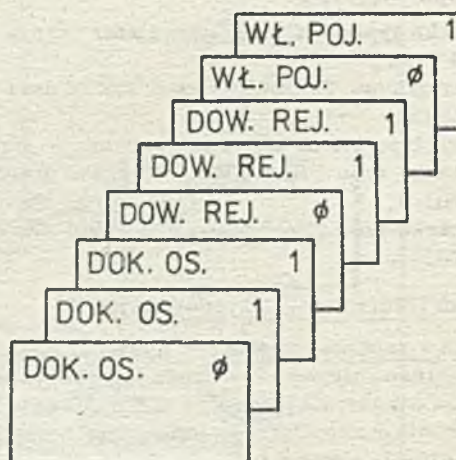 WŁ. POJ. 1
WŁ. POJ. ø
DOW. REJ. 1
DOW. REJ. 1
DOW. REJ. ø
DOK. OS. 1
DOK. OS. 1
DOK. OS. ø